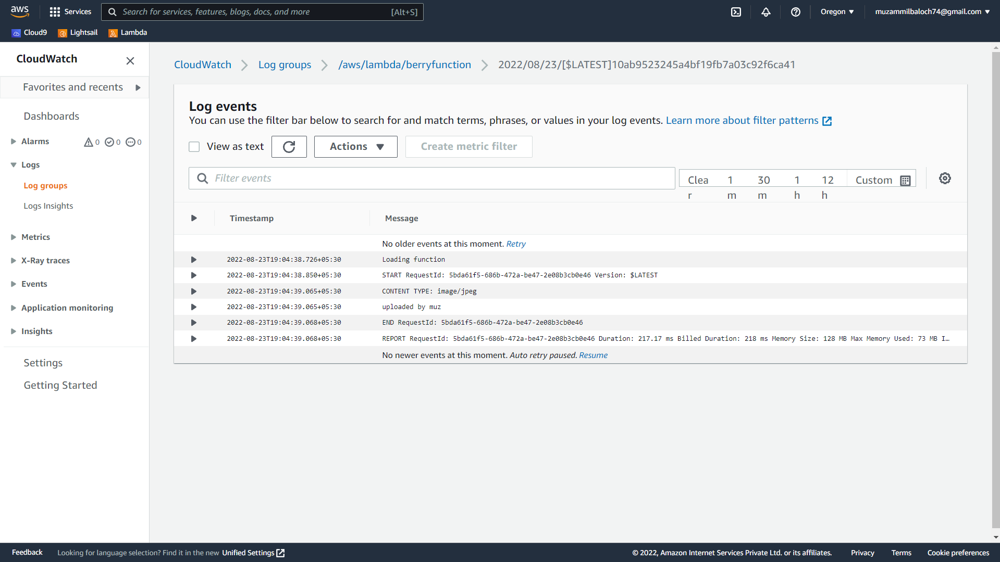 aws
Services
Search for services, features, blogs, docs, and more
[Alt+S]
Oregon
muzammilbaloch74@gmail.com
Cloud9
Lightsail
Lambda
CloudWatch
Favorites and recents
Dashboards
Alarms
0
0
0
Logs
Log groups
Logs Insights
Metrics
X-Ray traces
Events
Application monitoring
Insights
Settings
Getting Started
CloudWatch
Log groups
/aws/lambda/berryfunction
2022/08/23/[$LATEST]10ab9523245a4bf19fb7a03c92f6ca41
Log events
You can use the filter bar below to search for and match terms, phrases, or values in your log events. Learn more about filter patterns
View as text
Actions
Create metric filter
Filter events
Clea
r
1
m
30
m
1
h
12
h
Custom
Timestamp
Message
No older events at this moment. Retry
2022-08-23T19:04:38.726+05:30 Loading function
2022-08-23T19:04:38.850+05:30 START RequestId: 5bda61f5-686b-472a-be47-2e08b3cb0e46 Version: $LATEST
2022-08-23T19:04:39.065+05:30 CONTENT TYPE: image/jpeg
2022-08-23T19:04:39.065+05:30 uploaded by muz
2022-08-23T19:04:39.068+05:30 END RequestId: 5bda61f5-686b-472a-be47-2e08b3cb0e46
2022-08-23T19:04:39.068+05:30 REPORT RequestId: 5bda61f5-686b-472a-be47-2e08b3cb0e46 Duration: 217.17 ms Billed Duration: 218 ms Memory Size: 128 MB Max Memory Used: 73 MB I…
No newer events at this moment. Auto retry paused. Resume
Feedback
Looking for language selection? Find it in the new Unified Settings
© 2022, Amazon Internet Services Private Ltd. or its affiliates.
Privacy
Terms
Cookie preferences